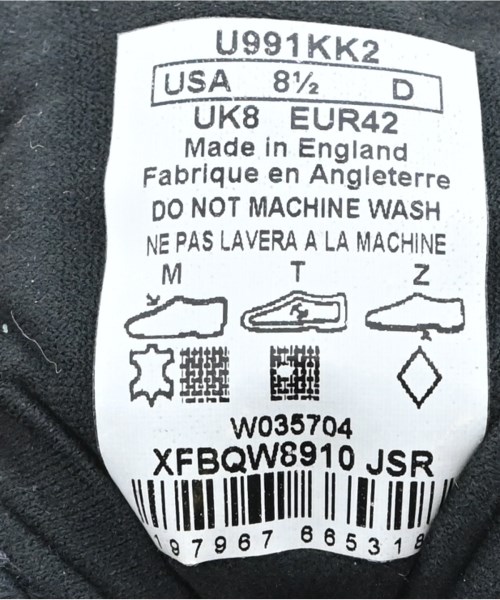 U991KK2
USA 8½ D
UK8 EUR42
Made in England
Fabrique en Angleterre
DO NOT MACHINE WASH
NE PAS LAVERA A LA MACHINE
M T Z
W035704
XFBQW8910 JSR
197967 66531